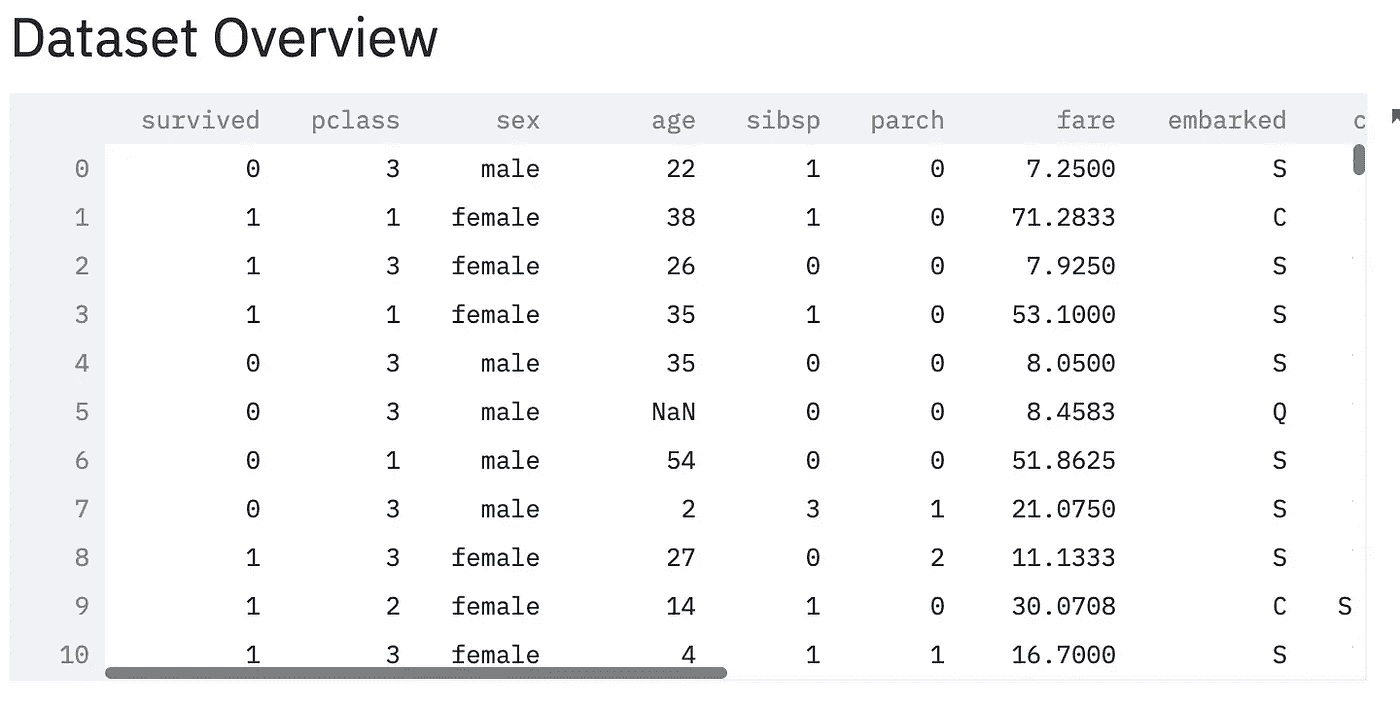 Dataset Overview
survived pclass sex age sibsp parch fare embarked c
0 0 3 male 22 1 0 7.2500 S
1 1 1 female 38 1 0 71.2833 C
2 1 3 female 26 0 0 7.9250 S
3 1 1 female 35 1 0 53.1000 S
4 0 3 male 35 0 0 8.0500 S
5 0 3 male NaN 0 0 8.4583 Q
6 0 1 male 54 0 0 51.8625 S
7 0 3 male 2 3 1 21.0750 S
8 1 3 female 27 0 2 11.1333 S
9 1 2 female 14 1 0 30.0708 C S
10 1 3 female 4 1 1 16.7000 S